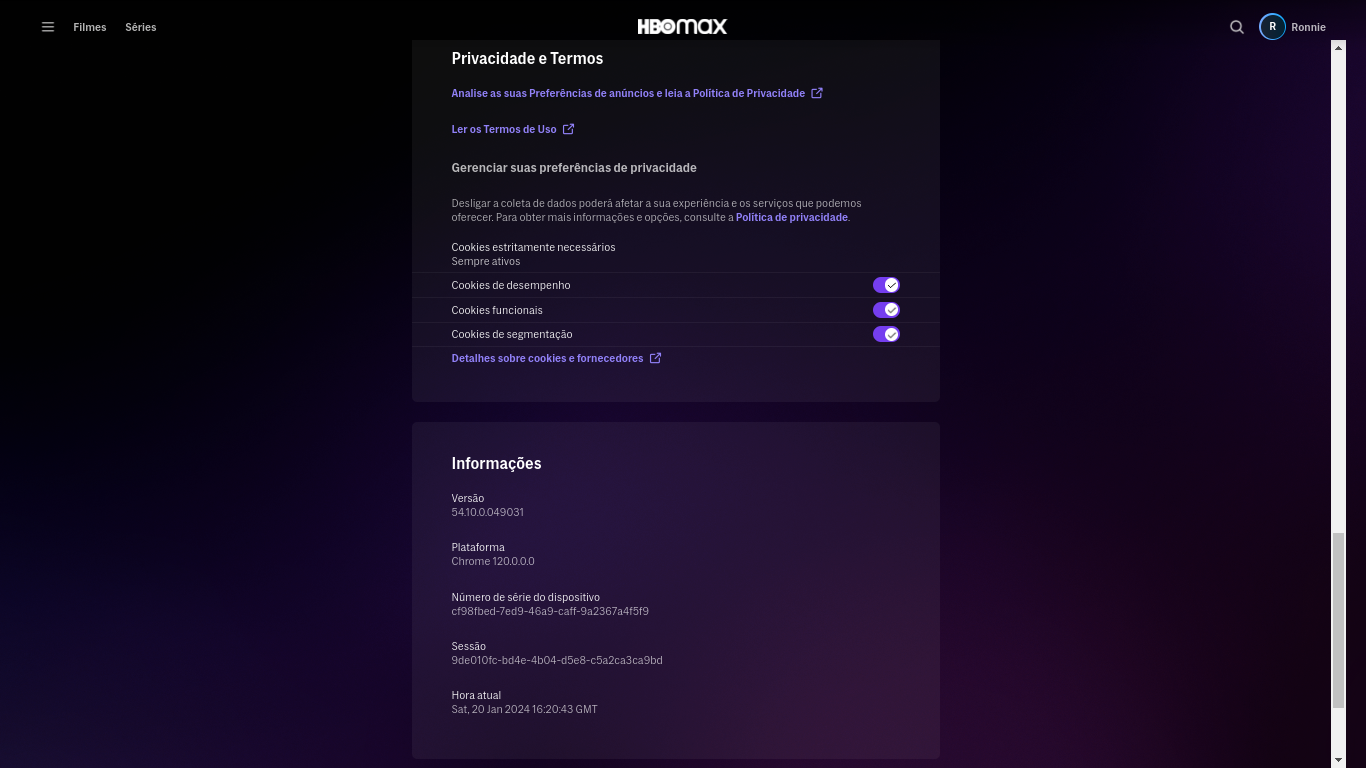 Filmes
Séries
HBOMAX
R
Ronnie
Privacidade e Termos
Analise as suas Preferências de anúncios e leia a Política de Privacidade
Ler os Termos de Uso
Gerenciar suas preferências de privacidade
Desligar a coleta de dados poderá afetar a sua experiência e os serviços que podemos
oferecer. Para obter mais informações e opções, consulte a Política de privacidade.
Cookies estritamente necessários
Sempre ativos
Cookies de desempenho
Cookies funcionais
Cookies de segmentação
Detalhes sobre cookies e fornecedores
Informações
Versão
54.10.0.049031
Plataforma
Chrome 120.0.0.0
Número de série do dispositivo
cf98fbed-7ed9-46a9-caff-9a2367a4f5f9
Sessão
9de010fc-bd4e-4b04-d5e8-c5a2ca3ca9bd
Hora atual
Sat, 20 Jan 2024 16:20:43 GMT